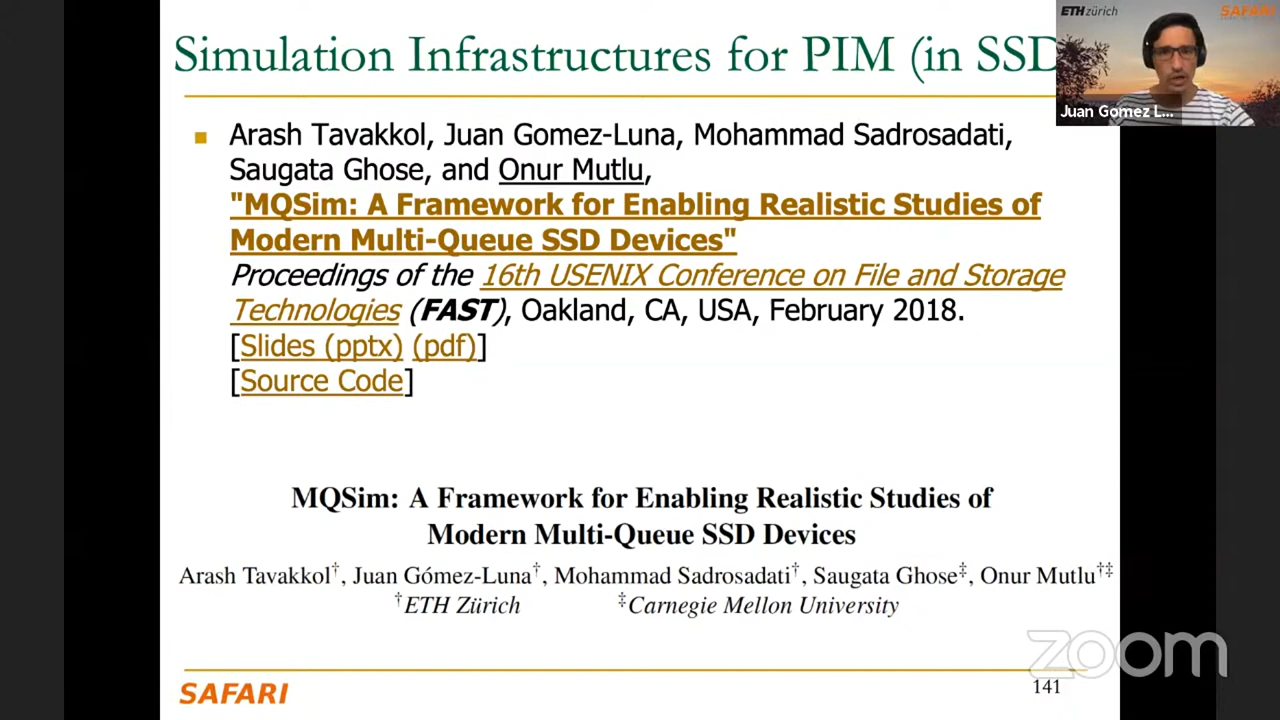 Simulation Infrastructures for PIM (in SSD
ETH zürich
SAFARI
Juan Gomez L...
■ Arash Tavakkol, Juan Gomez-Luna, Mohammad Sadrosadati,
Saugata Ghose, and Onur Mutlu,
"MQSim: A Framework for Enabling Realistic Studies of
Modern Multi-Queue SSD Devices"
Proceedings of the 16th USENIX Conference on File and Storage
Technologies (FAST), Oakland, CA, USA, February 2018.
[Slides (pptx) (pdf)]
[Source Code]
MQSim: A Framework for Enabling Realistic Studies of
Modern Multi-Queue SSD Devices
Arash Tavakkol†, Juan Gómez-Luna†, Mohammad Sadrosadati†, Saugata Ghose‡, Onur Mutlu†‡
†ETH Zürich ‡Carnegie Mellon University
zoom
SAFARI
141